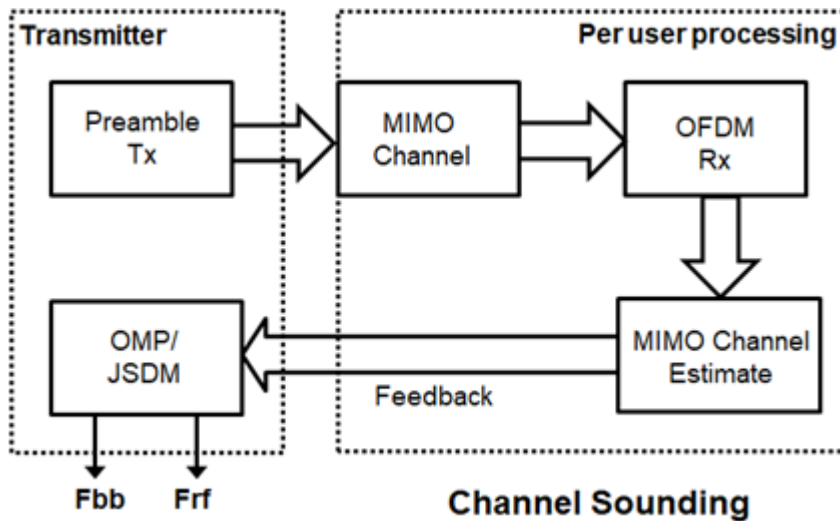 Transmitter
Per user processing
Preamble
Tx
MIMO
Channel
OFDM
Rx
OMP/
JSDM
MIMO Channel
Estimate
Feedback
Fbb
Frf
Channel Sounding